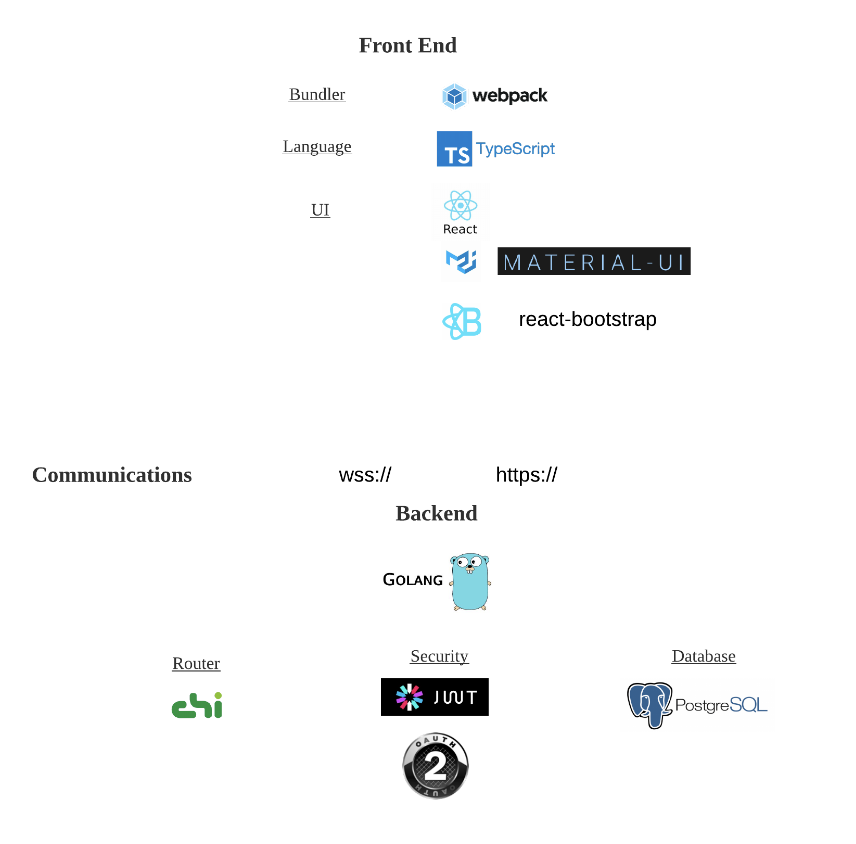 Front End
Bundler
webpack
Language
TS TypeScript
UI
React
MATERIAL-UI
B react-bootstrap
Communications wss:// https://
Backend
GOLANG
Router Security Database
chi JWT PostgreSQL
OAUTH
2
OAUTH